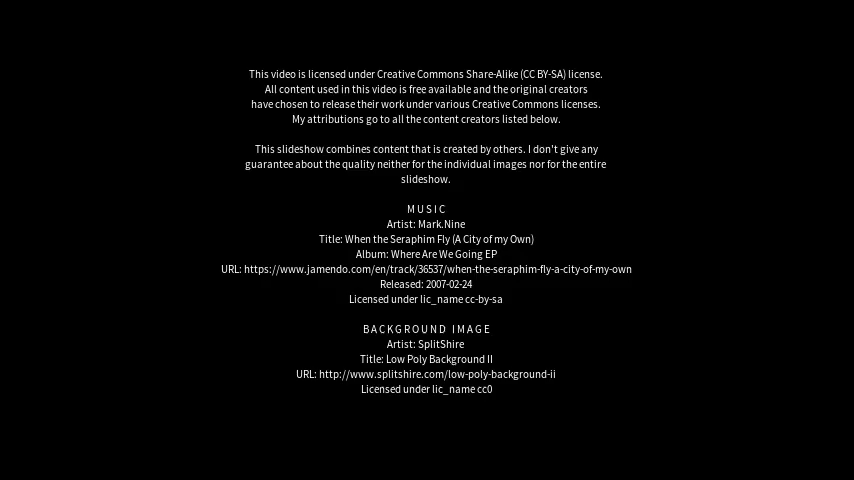 This video is licensed under Creative Commons Share-Alike (CC BY-SA) license.
All content used in this video is free available and the original creators
have chosen to release their work under various Creative Commons licenses.
My attributions go to all the content creators listed below.
This slideshow combines content that is created by others. I don't give any
guarantee about the quality neither for the individual images nor for the entire
slideshow.
MUSIC
Artist: Mark.Nine
Title: When the Seraphim Fly (A City of my Own)
Album: Where Are We Going EP
URL: https://www.jamendo.com/en/track/36537/when-the-seraphim-fly-a-city-of-my-own
Released: 2007-02-24
Licensed under lic_name cc-by-sa
BACKGROUND IMAGE
Artist: SplitShire
Title: Low Poly Background II
URL: http://www.splitshire.com/low-poly-background-ii
Licensed under lic_name cc0